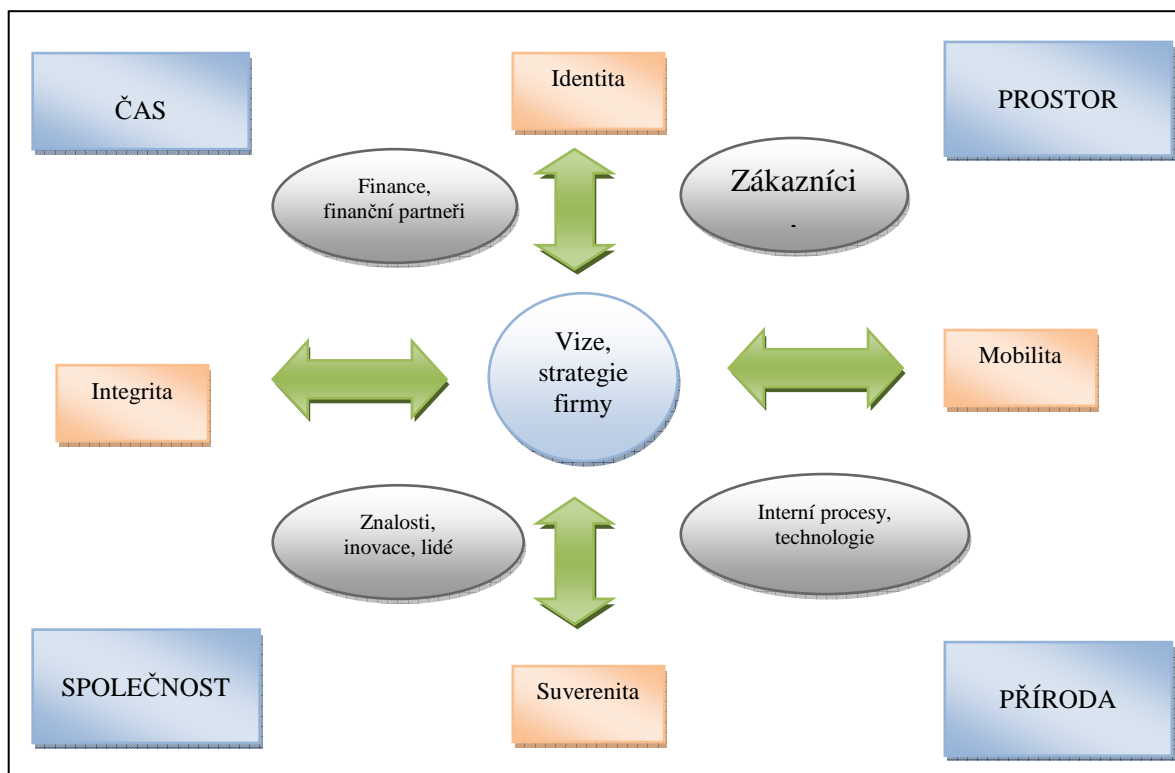 ČAS
Identita
PROSTOR
Finance,
finanční partneři
Zákazníci
.
Integrita
Vize,
strategie
firmy
Mobilita
Znalosti,
inovace, lidé
Interní procesy,
technologie
SPOLEČNOST
Suverenita
PŘÍRODA